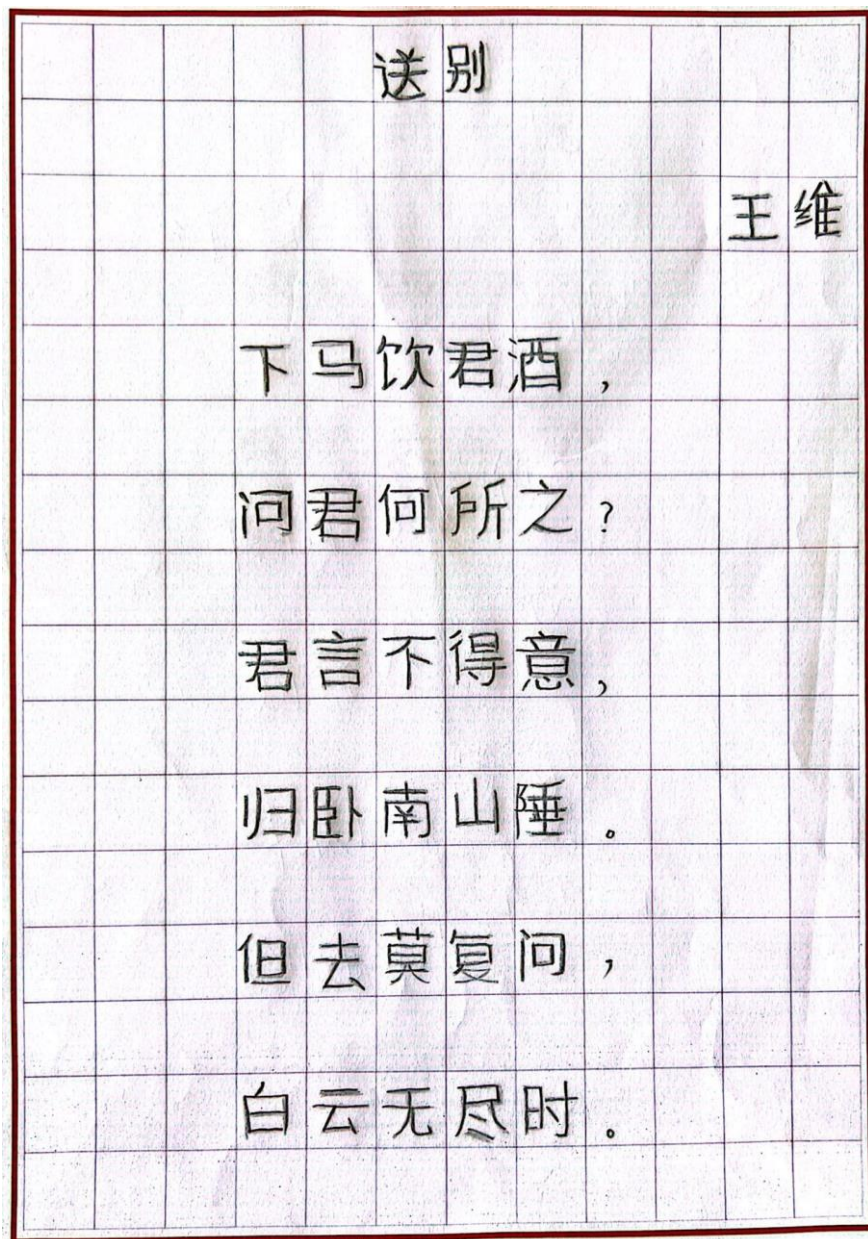 送别
王维
下马饮君酒，
问君何所之？
君言不得意，
归卧南山陲。
但去莫复问，
白云无尽时。